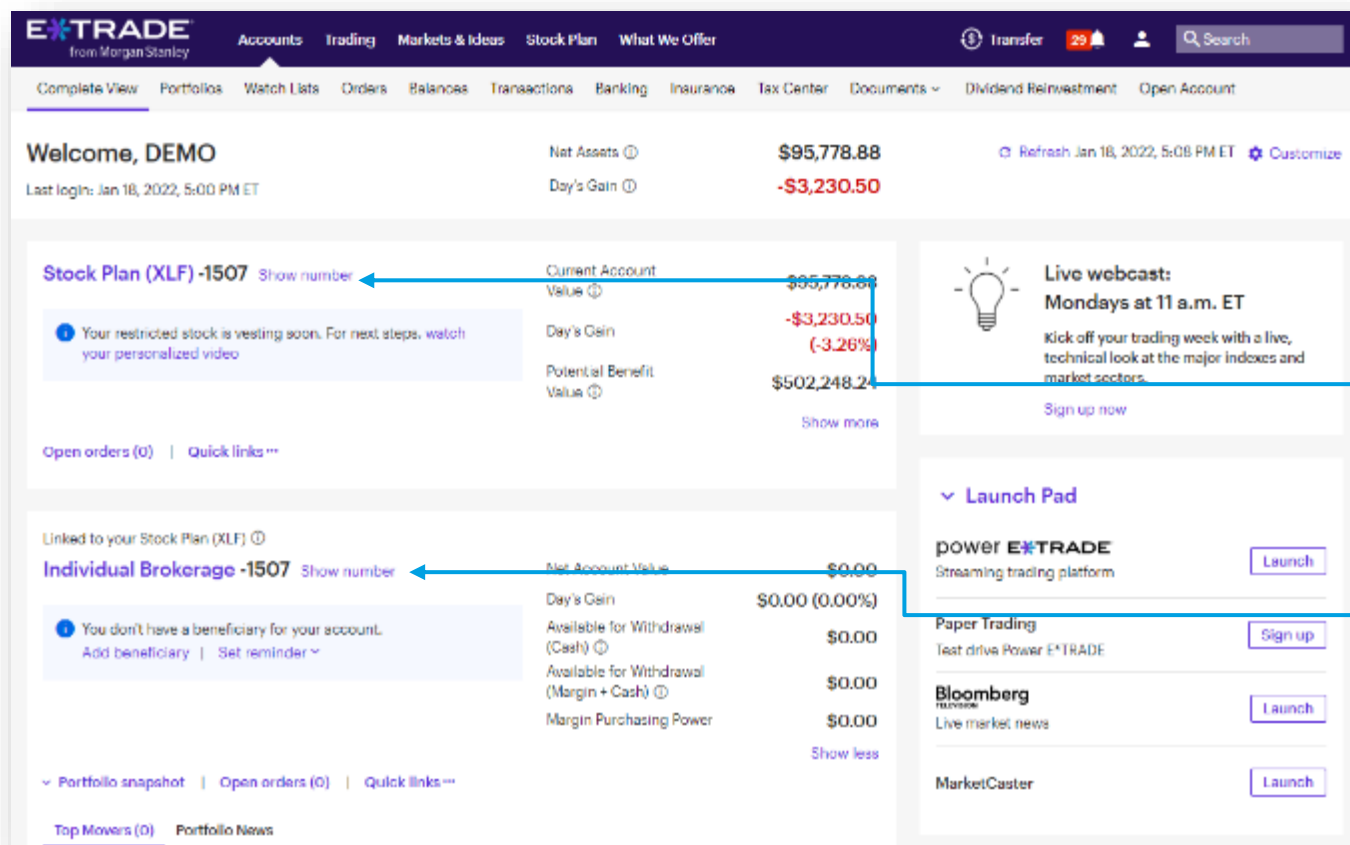 E*TRADE
from Morgan Stanley
Accounts Trading Markets & Ideas Stock Plan What We Offer
Transfer 29 Search
Complete View Portfolios Watch Lists Orders Balances Transactions Banking Insurance Tax Center Documents Dividend Reinvestment Open Account
Welcome, DEMO
Last login: Jan 18, 2022, 5:00 PM ET
Net Assets $95,778.88
Day's Gain -$3,230.50
Refresh Jan 18, 2022, 5:08 PM ET Customize
Stock Plan (XLF) -1507 Show number
Your restricted stock is vesting soon. For next steps, watch
your personalized video
Current Account
Value $95,778.88
Day's Gain -$3,230.50
(-3.26%)
Potential Benefit
Value $502,248.24
Show more
Open orders (0) | Quick links ...
Live webcast:
Mondays at 11 a.m. ET
Kick off your trading week with a live,
technical look at the major indexes and
market sectors.
Sign up now
Linked to your Stock Plan (XLF)
Individual Brokerage -1507 Show number
You don't have a beneficiary for your account.
Add beneficiary | Set reminder
Net Account Value $0.00
Day's Gain $0.00 (0.00%)
Available for Withdrawal
(Cash) $0.00
Available for Withdrawal
(Margin + Cash) $0.00
Margin Purchasing Power $0.00
Show less
Portfolio snapshot | Open orders (0) | Quick links ...
Top Movers (0) Portfolio News
Launch Pad
power E*TRADE
Streaming trading platform
Launch
Paper Trading
Test drive Power E*TRADE
Sign up
Bloomberg
TELEVISION
Live market news
Launch
MarketCaster
Launch